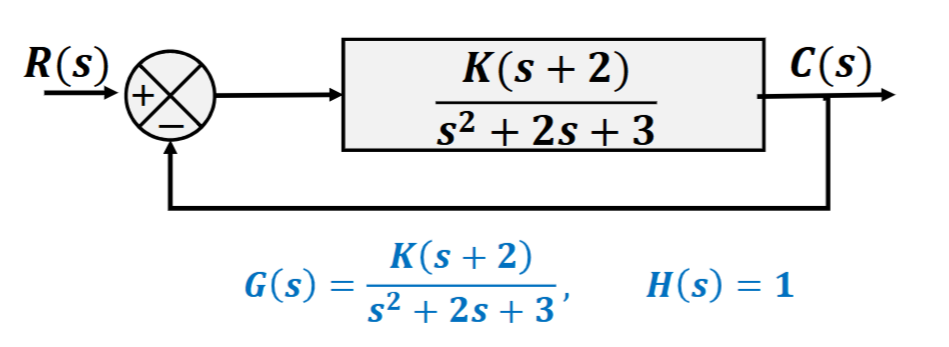 R(s) + − K(s + 2) / s² + 2s + 3 C(s)
G(s) = K(s + 2) / s² + 2s + 3 , H(s) = 1